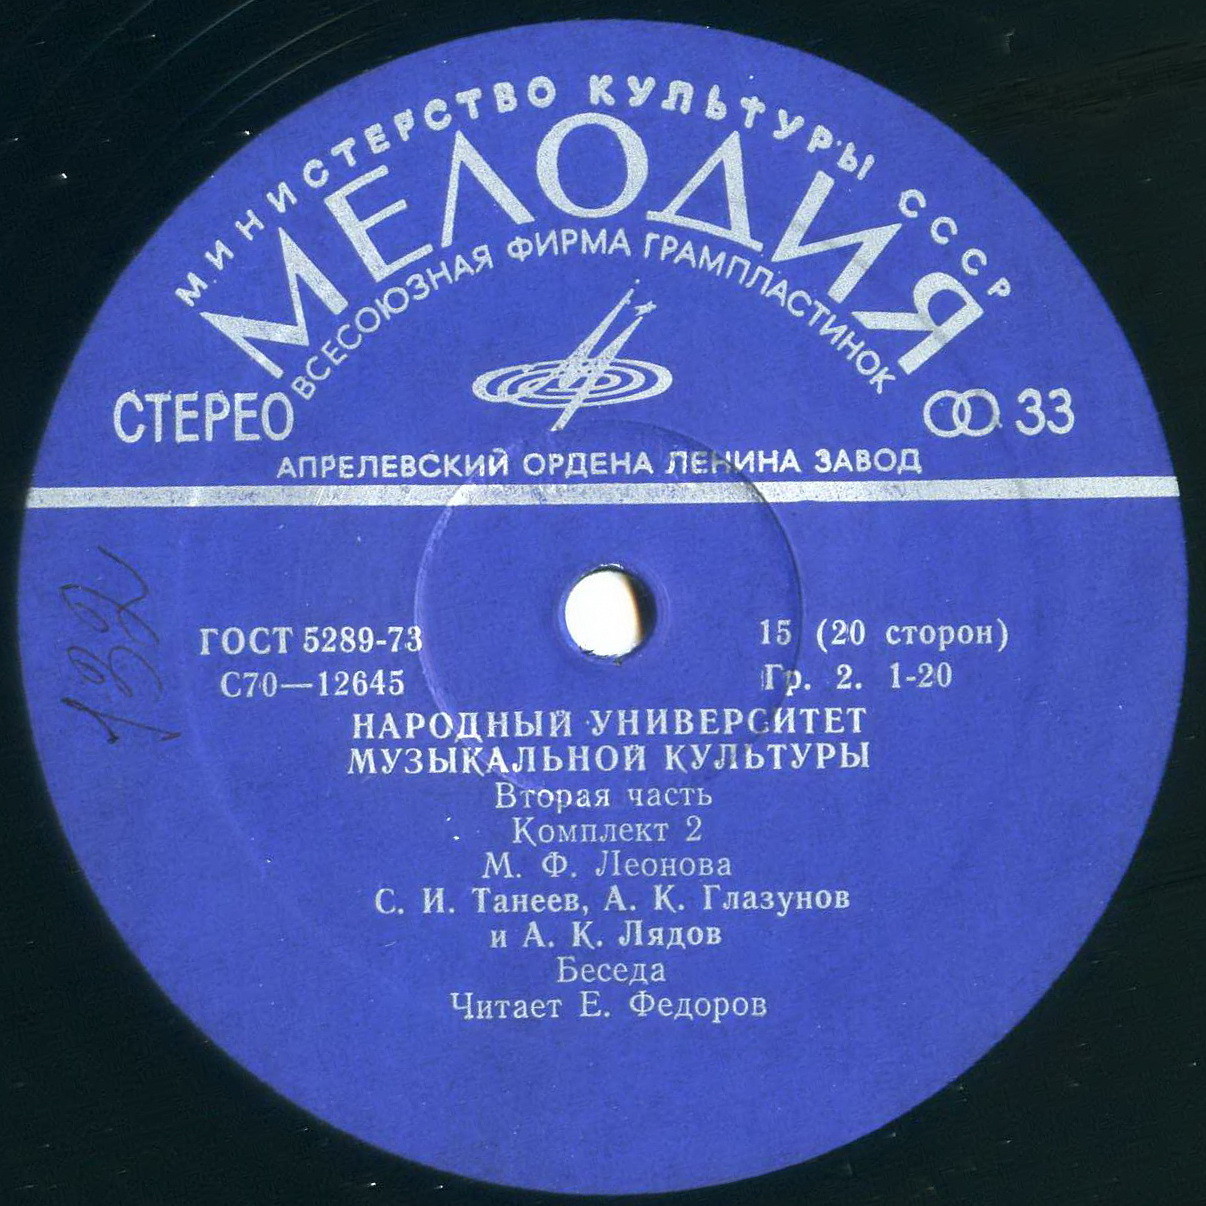 МИНИСТЕРСТВО КУЛЬТУРЫ СССР
МЕЛОДИЯ
ВСЕСОЮЗНАЯ ФИРМА ГРАМПЛАСТИНОК
СТЕРЕО
33
АПРЕЛЕВСКИЙ ОРДЕНА ЛЕНИНА ЗАВОД
ГОСТ 5289-73
15 (20 сторон)
С70—12645
Гр. 2. 1-20
НАРОДНЫЙ УНИВЕРСИТЕТ
МУЗЫКАЛЬНОЙ КУЛЬТУРЫ
Вторая часть
Комплект 2
М. Ф. Леонова
С. И. Танеев, А. К. Глазунов
и А. К. Лядов
Беседа
Читает Е. Федоров